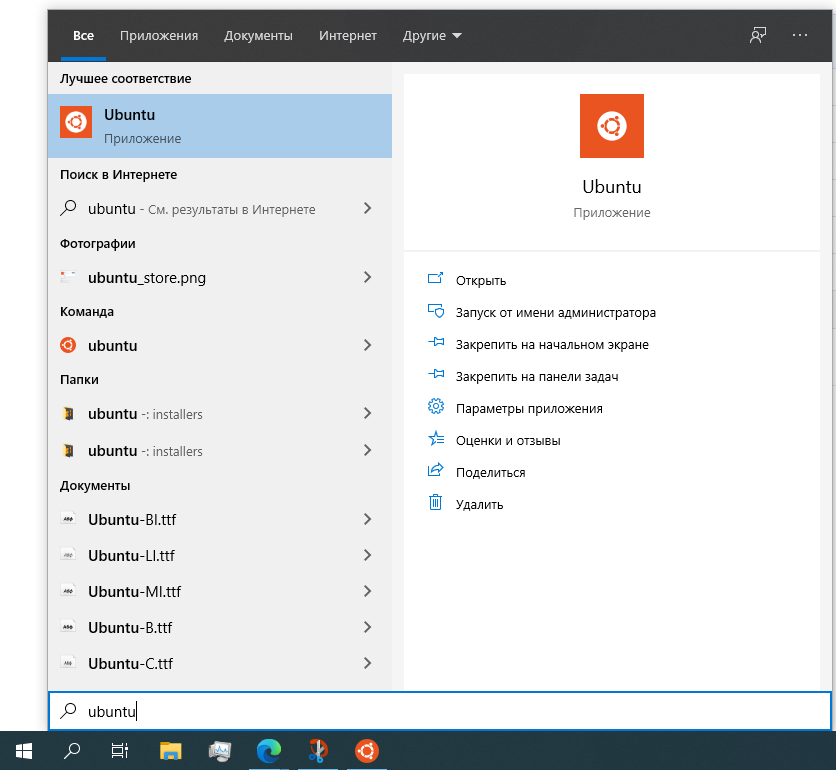 Все Приложения Документы Интернет Другие
Лучшее соответствие
Ubuntu
Приложение
Поиск в Интернете
ubuntu - См. результаты в Интернете
Фотографии
ubuntu_store.png
Команда
ubuntu
Папки
ubuntu -: installers
ubuntu -: installers
Документы
Ubuntu-BI.ttf
Ubuntu-LI.ttf
Ubuntu-MI.ttf
Ubuntu-B.ttf
Ubuntu-C.ttf
Ubuntu
Приложение
Открыть
Запуск от имени администратора
Закрепить на начальном экране
Закрепить на панели задач
Параметры приложения
Оценки и отзывы
Поделиться
Удалить
ubuntu